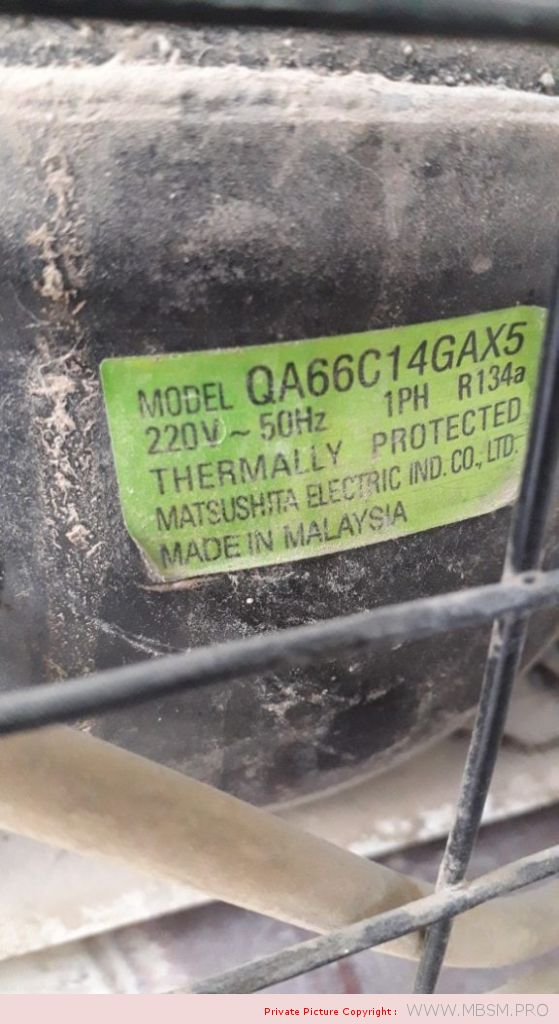 MODEL QA66C14GAX5
220V ~ 50Hz 1PH R134a
THERMALLY PROTECTED
MATSUSHITA ELECTRIC IND. CO., LTD.
MADE IN MALAYSIA
Private Picture Copyright : WWW.MBSM.PRO